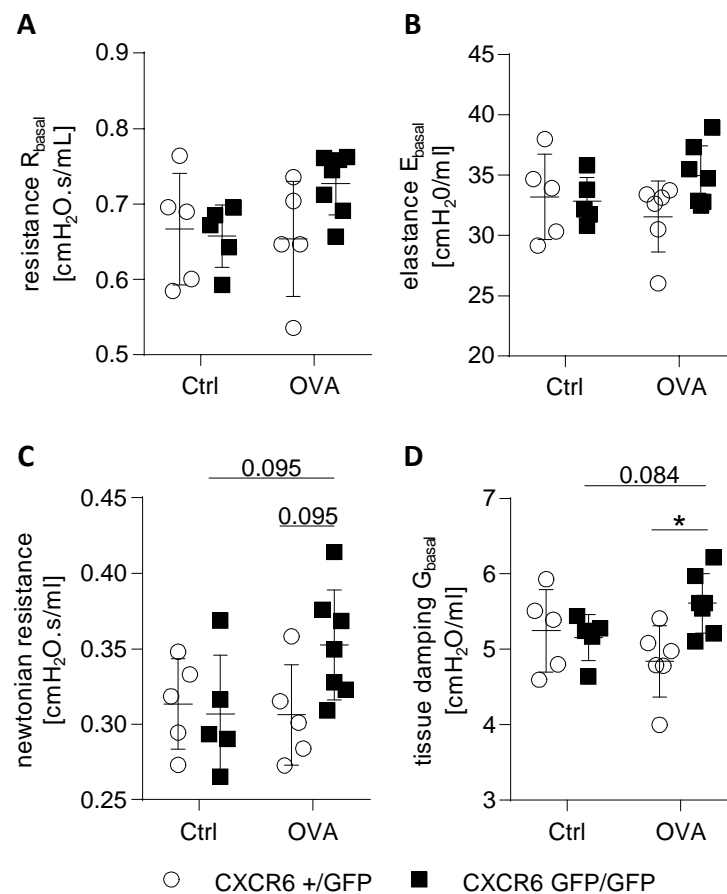 A
resistance R basal
[cmH2O.s/mL]
0.9
0.8
0.7
0.6
0.5
Ctrl
OVA
B
elastance E basal
[cmH20/ml]
45
40
35
30
25
20
Ctrl
OVA
C
newtonian resistance
[cmH2O.s/ml]
0.095
0.095
0.45
0.40
0.35
0.30
0.25
Ctrl
OVA
D
tissue damping G basal
[cmH2O/ml]
0.084
*
7
6
5
4
3
Ctrl
OVA
CXCR6 +/GFP
CXCR6 GFP/GFP